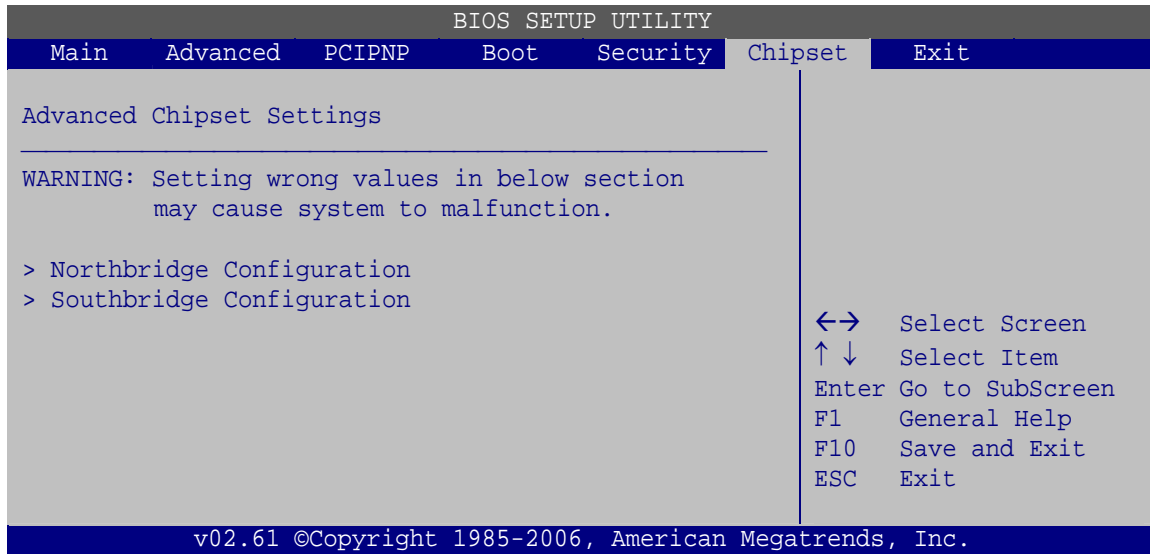 BIOS SETUP UTILITY
Main Advanced PCIPNP Boot Security Chipset Exit
Advanced Chipset Settings
WARNING: Setting wrong values in below section
may cause system to malfunction.
> Northbridge Configuration
> Southbridge Configuration
←→ Select Screen
↑ ↓ Select Item
Enter Go to SubScreen
F1 General Help
F10 Save and Exit
ESC Exit
v02.61 ©Copyright 1985-2006, American Megatrends, Inc.